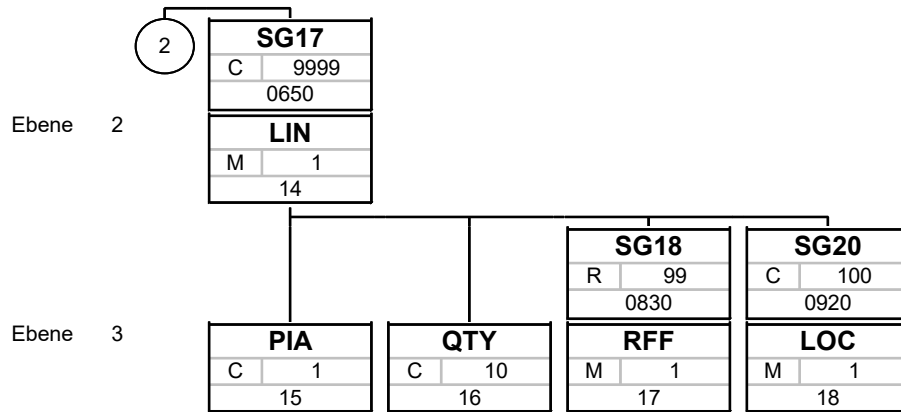 2
SG17
C 9999
0650
Ebene 2
LIN
M 1
14
SG18
R 99
0830
SG20
C 100
0920
Ebene 3
PIA
C 1
15
QTY
C 10
16
RFF
M 1
17
LOC
M 1
18